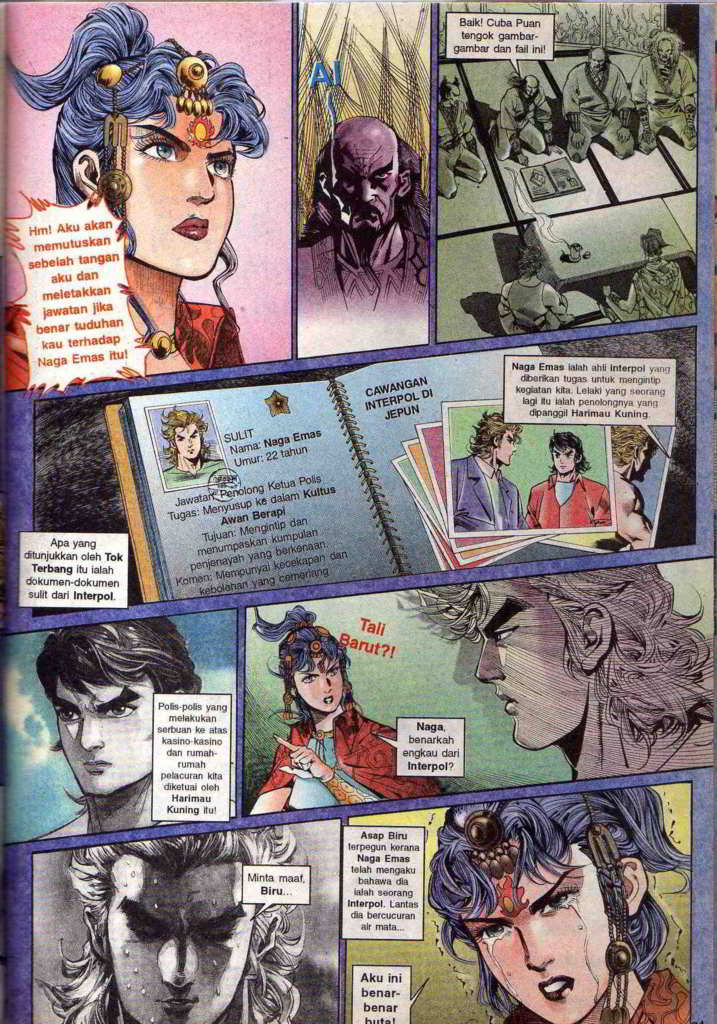 Hm! Aku akan
memutuskan
sebelah tangan
aku dan
meletakkan
jawatan jika
benar tuduhan
kau terhadap
Naga Emas itu!
AI
Baik! Cuba Puan
tengok gambar-
gambar dan fail ini!
SULIT
Nama: Naga Emas
Umur: 22 tahun
Jawatan: Penolong Ketua Polis
Tugas: Menyusup ke dalam Kultus
Awan Berapi
Tujuan: Mengintip dan
menumpaskan kumpulan
penjenayah yang berkenaan.
Komen: Mempunyai kecekapan dan
kebolehan yang cemerlang
CAWANGAN
INTERPOL DI
JEPUN
Naga Emas ialah ahli Interpol yang
diberikan tugas untuk mengintip
kegiatan kita. Lelaki yang seorang
lagi itu ialah penolongnya yang
dipanggil Harimau Kuning.
Apa yang
ditunjukkan oleh Tok
Terbang itu ialah
dokumen-dokumen
sulit dari Interpol.
Polis-polis yang
melakukan
serbuan ke atas
kasino-kasino
dan rumah-
rumah
pelacuran kita
diketuai oleh
Harimau
Kuning itu!
Tali
Barut?!
Naga,
benarkah
engkau dari
Interpol?
Minta maaf,
Biru...
Asap Biru
terpegun kerana
Naga Emas
telah mengaku
bahawa dia
ialah seorang
Interpol. Lantas
dia bercucuran
air mata...
Aku ini
benar-
benar
buta!